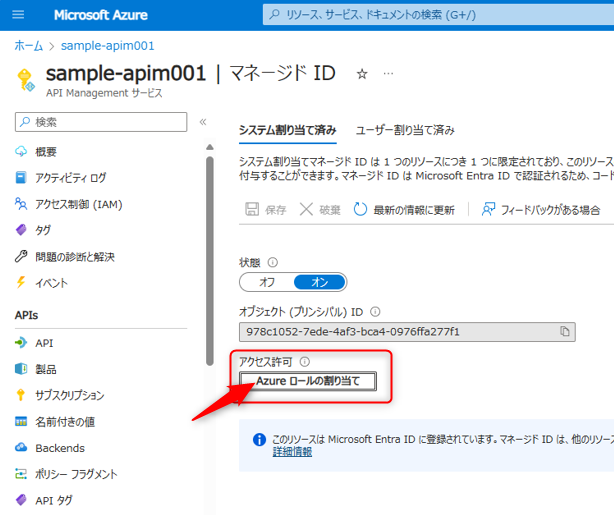 Microsoft Azure
リソース、サービス、ドキュメントの検索 (G+/)
ホーム > sample-apim001
sample-apim001 | マネージド ID ☆ …
API Management サービス
検索 «
概要
アクティビティ ログ
アクセス制御 (IAM)
タグ
問題の診断と解決
イベント
APIs
API
製品
サブスクリプション
名前付きの値
Backends
ポリシー フラグメント
API タグ
システム割り当て済み ユーザー割り当て済み
システム割り当てマネージド ID は 1 つのリソースにつき 1 つに限定されており、このリソース
付与することができます。マネージド ID は Microsoft Entra ID で認証されるため、コード
保存 破棄 最新の情報に更新 フィードバックがある場合
状態
オフ オン
オブジェクト (プリンシパル) ID
978c1052-7ede-4af3-bca4-0976ffa277f1
アクセス許可
Azure ロールの割り当て
このリソースは Microsoft Entra ID に登録されています。マネージド ID は、他のリソース
詳細情報